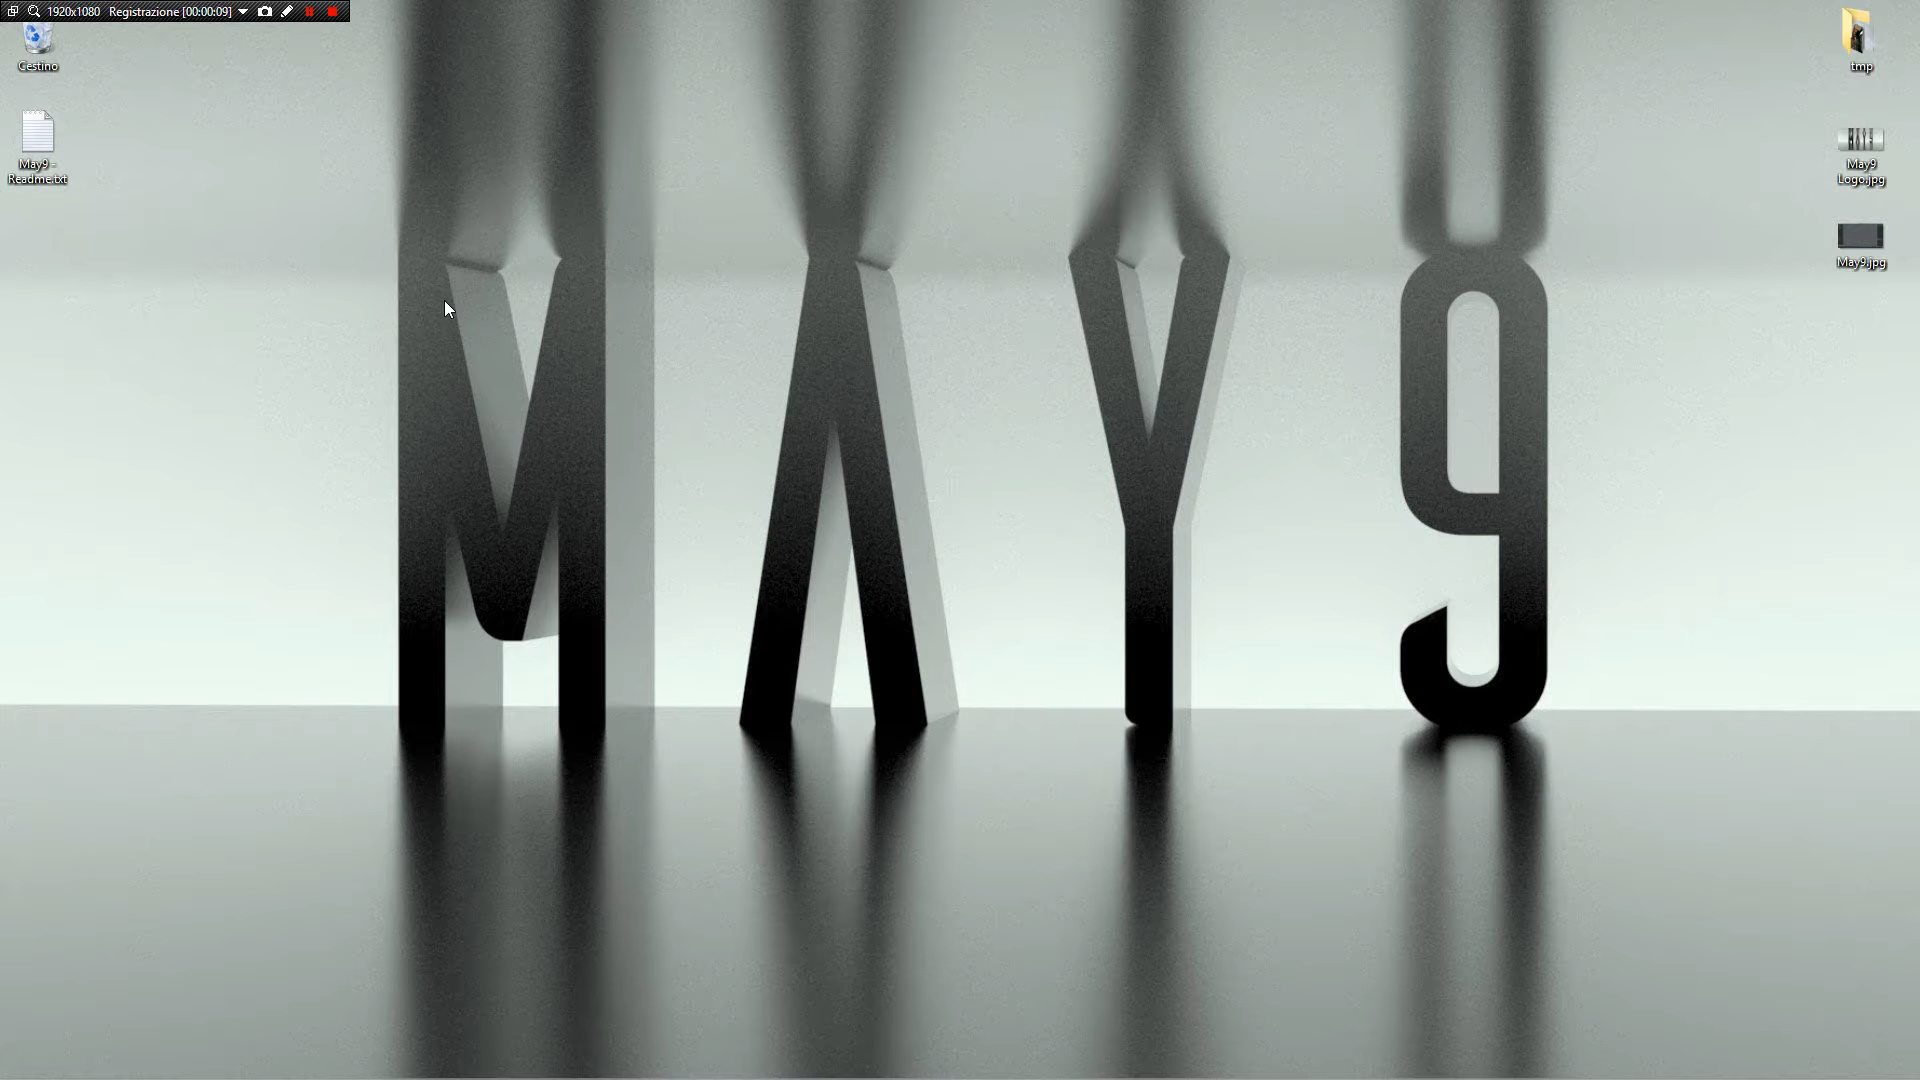 1920x1080 Registrazione [00:00:09]
Cestino
May9 -
Readme.txt
MAY9
tmp
May9
Logo.jpg
May9.jpg